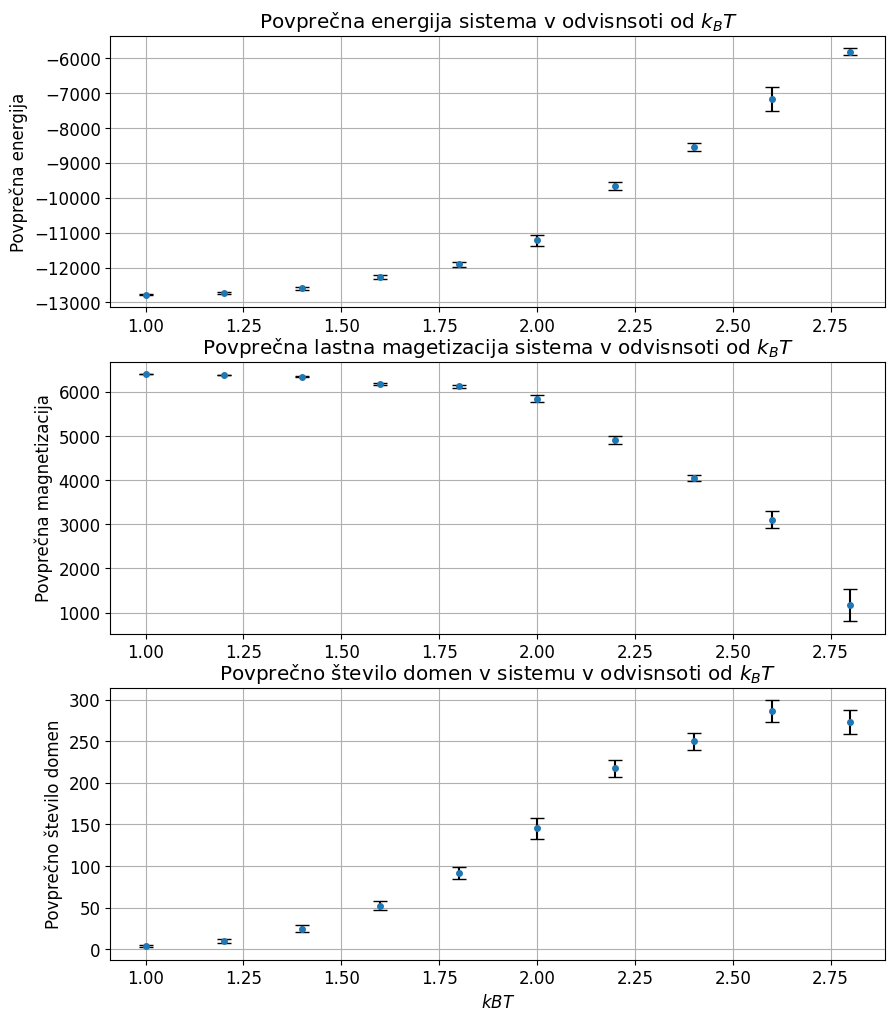 Povprečna energija sistema v odvisnsoti od $k_BT$
Povprečna energija
−6000
−7000
−8000
−9000
−10000
−11000
−12000
−13000
1.00 1.25 1.50 1.75 2.00 2.25 2.50 2.75
Povprečna lastna magetizacija sistema v odvisnsoti od $k_BT$
Povprečna magnetizacija
6000
5000
4000
3000
2000
1000
1.00 1.25 1.50 1.75 2.00 2.25 2.50 2.75
Povprečno število domen v sistemu v odvisnsoti od $k_BT$
Povprečno število domen
300
250
200
150
100
50
0
1.00 1.25 1.50 1.75 2.00 2.25 2.50 2.75
kBT